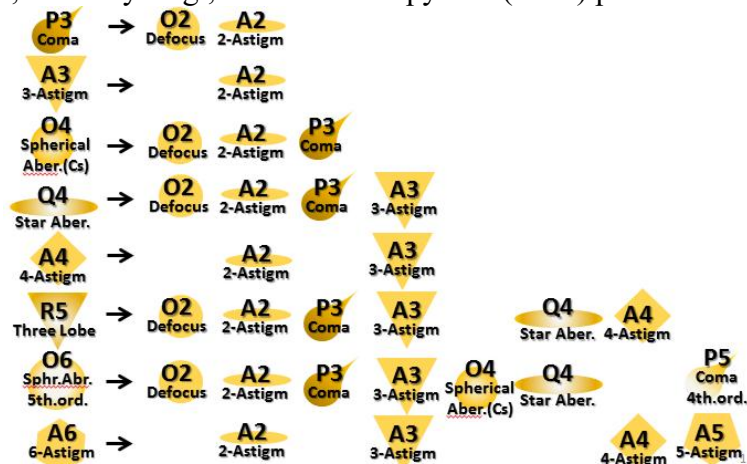 P3 → O2 A2
Coma Defocus 2-Astigm
A3 → A2
3-Astigm 2-Astigm
O4 → O2 A2 P3
Spherical Defocus 2-Astigm Coma
Aber.(Cs)
Q4 → O2 A2 P3 A3
Star Aber. Defocus 2-Astigm Coma 3-Astigm
A4 → A2 A3
4-Astigm 2-Astigm 3-Astigm
R5 → O2 A2 P3 A3 Q4 A4
Three Lobe Defocus 2-Astigm Coma 3-Astigm Star Aber. 4-Astigm
O6 → O2 A2 P3 A3 O4 Q4 P5
Sphr.Abr. Defocus 2-Astigm Coma 3-Astigm Spherical Star Aber. Coma
5th.ord. Aber.(Cs) 4th.ord.
A6 → A2 A3 A4 A5
6-Astigm 2-Astigm 3-Astigm 4-Astigm 5-Astigm
1